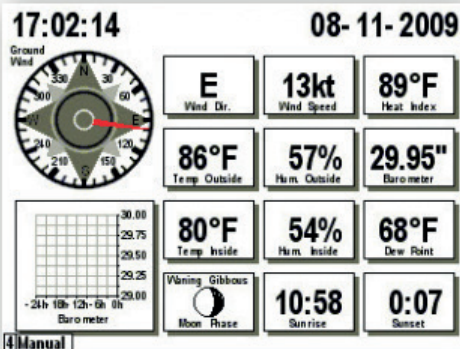 17:02:14 08-11-2009
Ground
Wind
N
330 30
300 60
W E
240 120
210 150
S
E 13kt 89°F
Wind Dir. Wind Speed Heat Index
86°F 57% 29.95"
Temp Outside Hum. Outside Barometer
30.00
29.75
29.50
29.25
29.00
-24h 18h 12h-6h 0h
Barometer
80°F 54% 68°F
Temp Inside Hum. Inside Dew Point
Waning Gibbous
Moon Phase
10:58 0:07
Sunrise Sunset
4 Manual